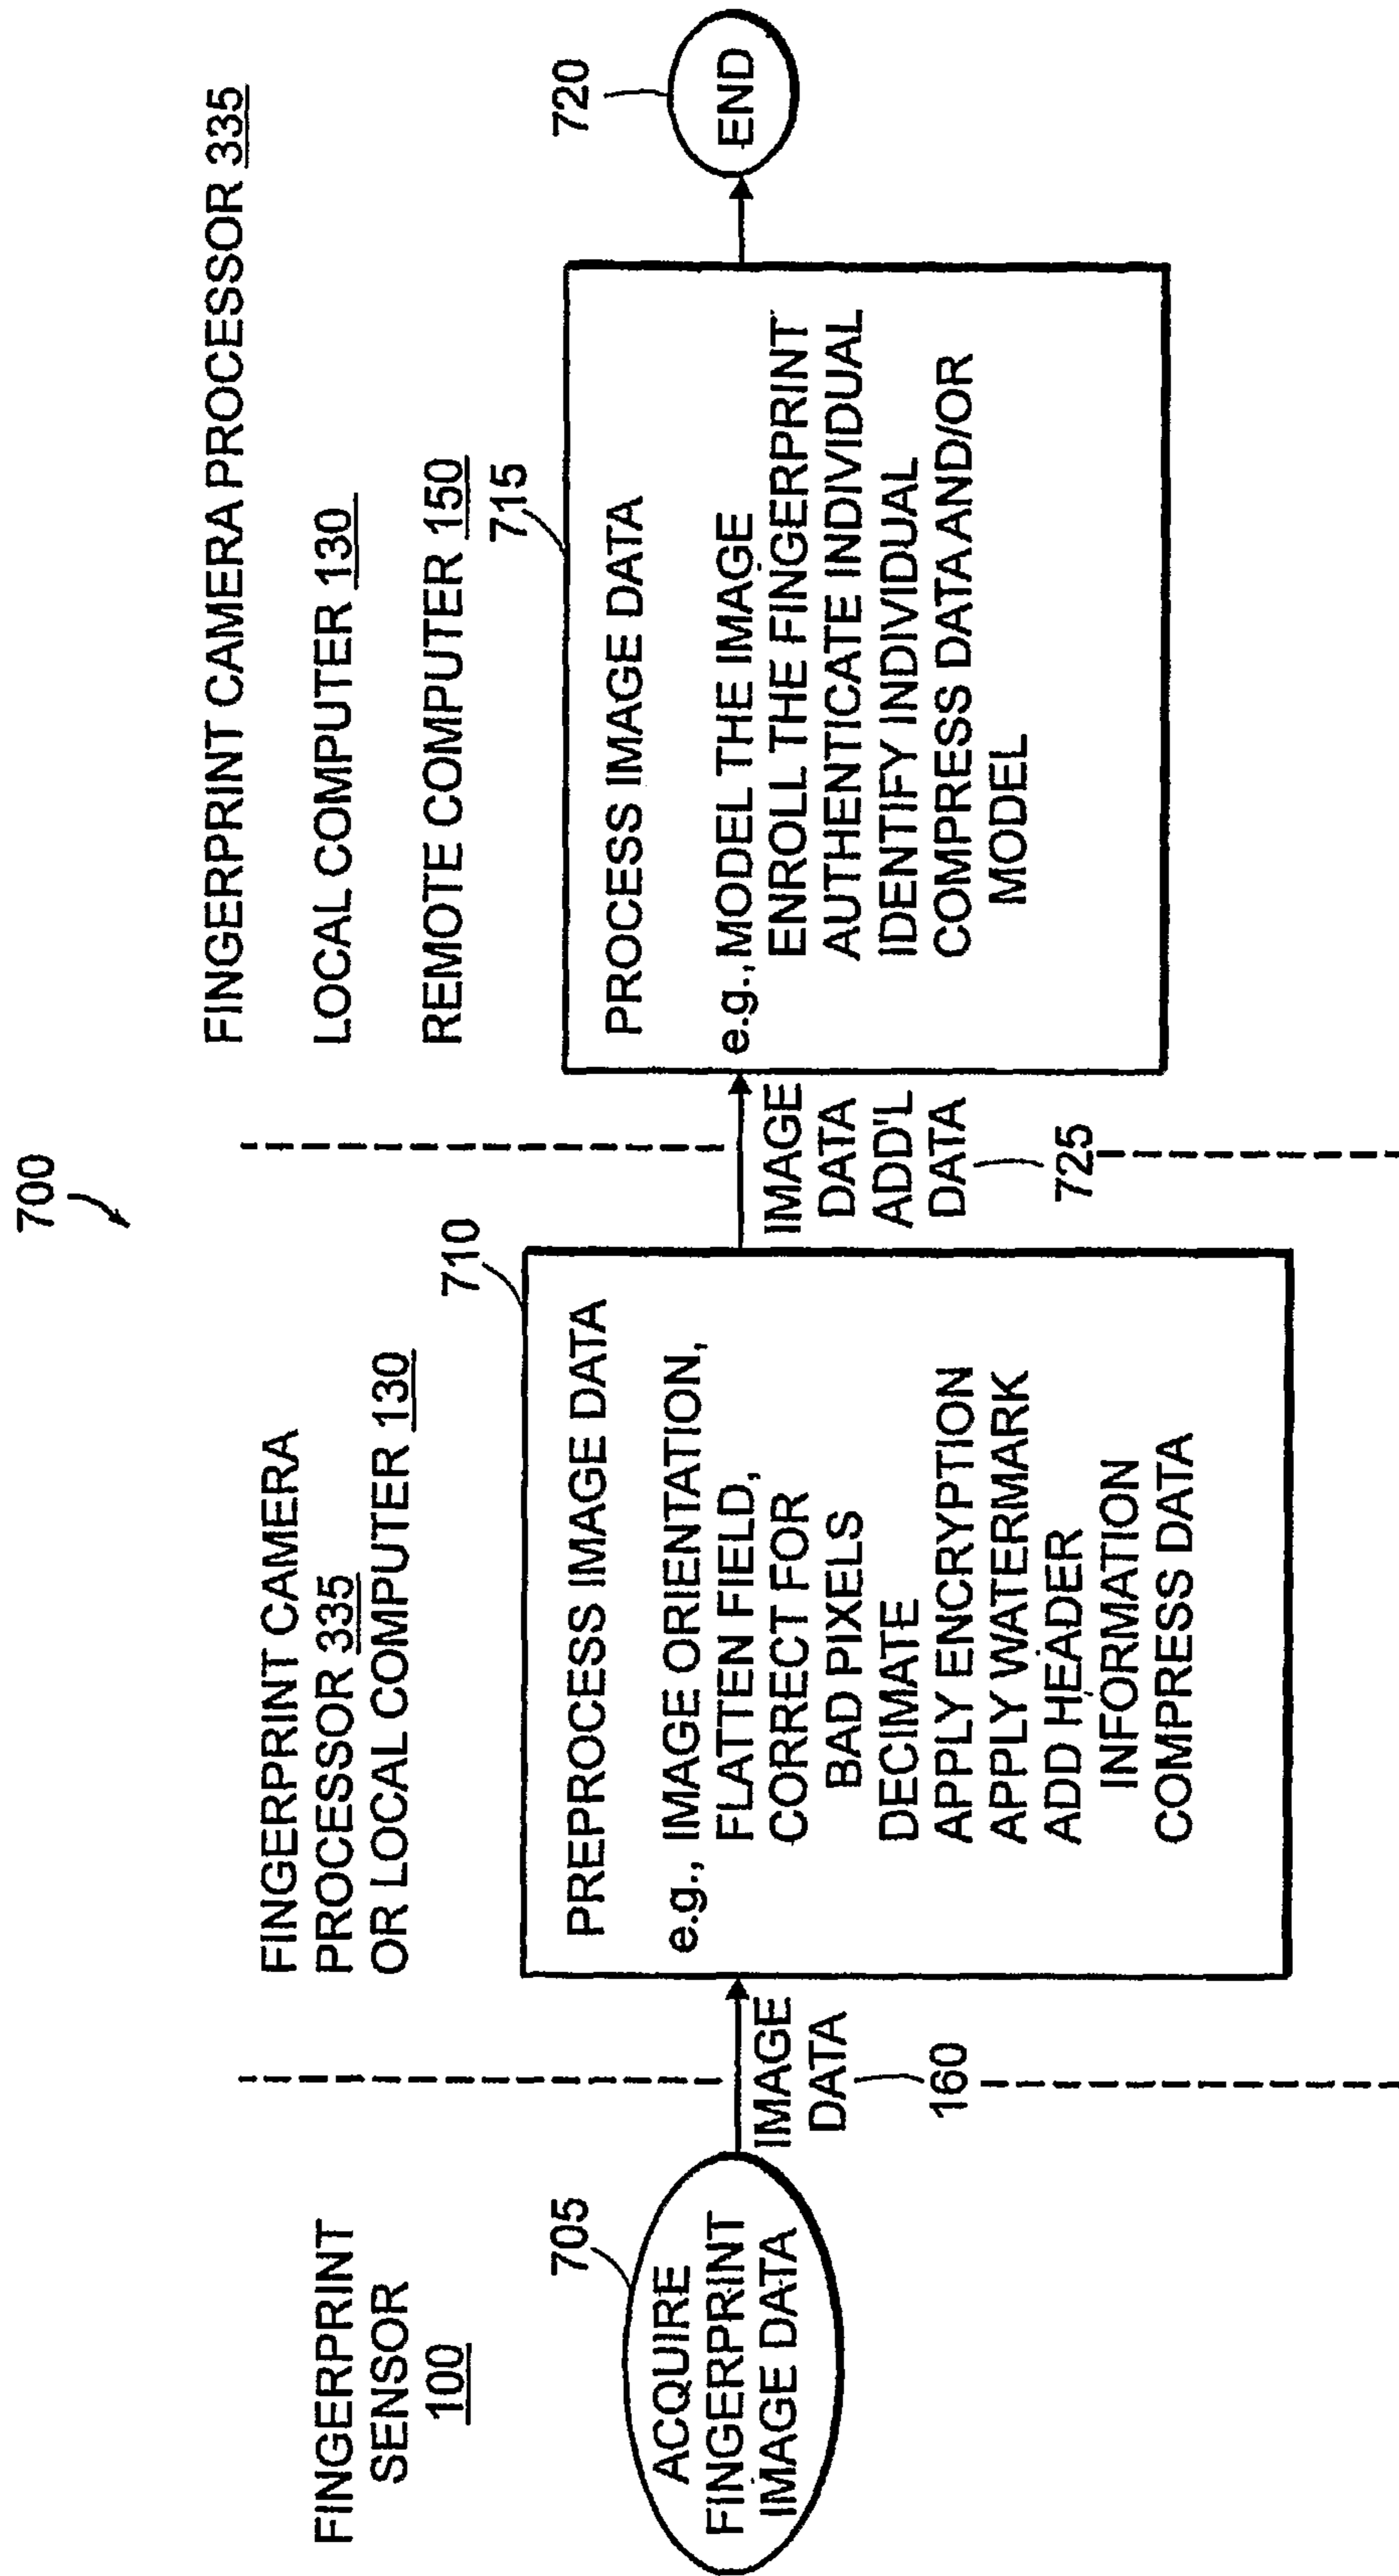 700
FINGERPRINT
SENSOR
100
705
ACQUIRE
FINGERPRINT
IMAGE DATA
IMAGE
DATA
160
FINGERPRINT CAMERA
PROCESSOR 335
OR LOCAL COMPUTER 130
710
PREPROCESS IMAGE DATA
e.g., IMAGE ORIENTATION,
FLATTEN FIELD,
CORRECT FOR
BAD PIXELS
DECIMATE
APPLY ENCRYPTION
APPLY WATERMARK
ADD HEADER
INFORMATION
COMPRESS DATA
IMAGE
DATA
ADD'L
DATA
725
FINGERPRINT CAMERA PROCESSOR 335
LOCAL COMPUTER 130
REMOTE COMPUTER 150
715
PROCESS IMAGE DATA
e.g., MODEL THE IMAGE
ENROLL THE FINGERPRINT
AUTHENTICATE INDIVIDUAL
IDENTIFY INDIVIDUAL
COMPRESS DATA AND/OR
MODEL
720
END